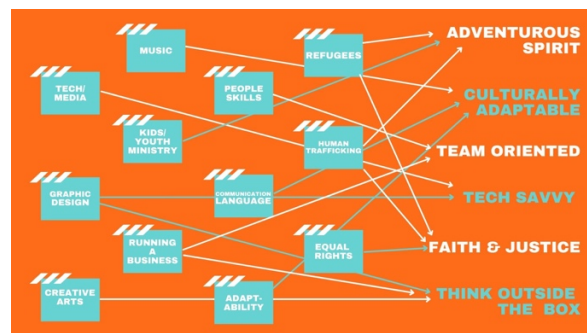 MUSIC
REFUGEES
ADVENTUROUS
SPIRIT
TECH/
MEDIA
PEOPLE
SKILLS
CULTURALLY
ADAPTABLE
KIDS/
YOUTH
MINISTRY
HUMAN
TRAFFICKING
TEAM ORIENTED
GRAPHIC
DESIGN
COMMUNICATION
LANGUAGE
TECH SAVVY
RUNNING
A
BUSINESS
EQUAL
RIGHTS
FAITH & JUSTICE
CREATIVE
ARTS
ADAPT-
ABILITY
THINK OUTSIDE
THE BOX